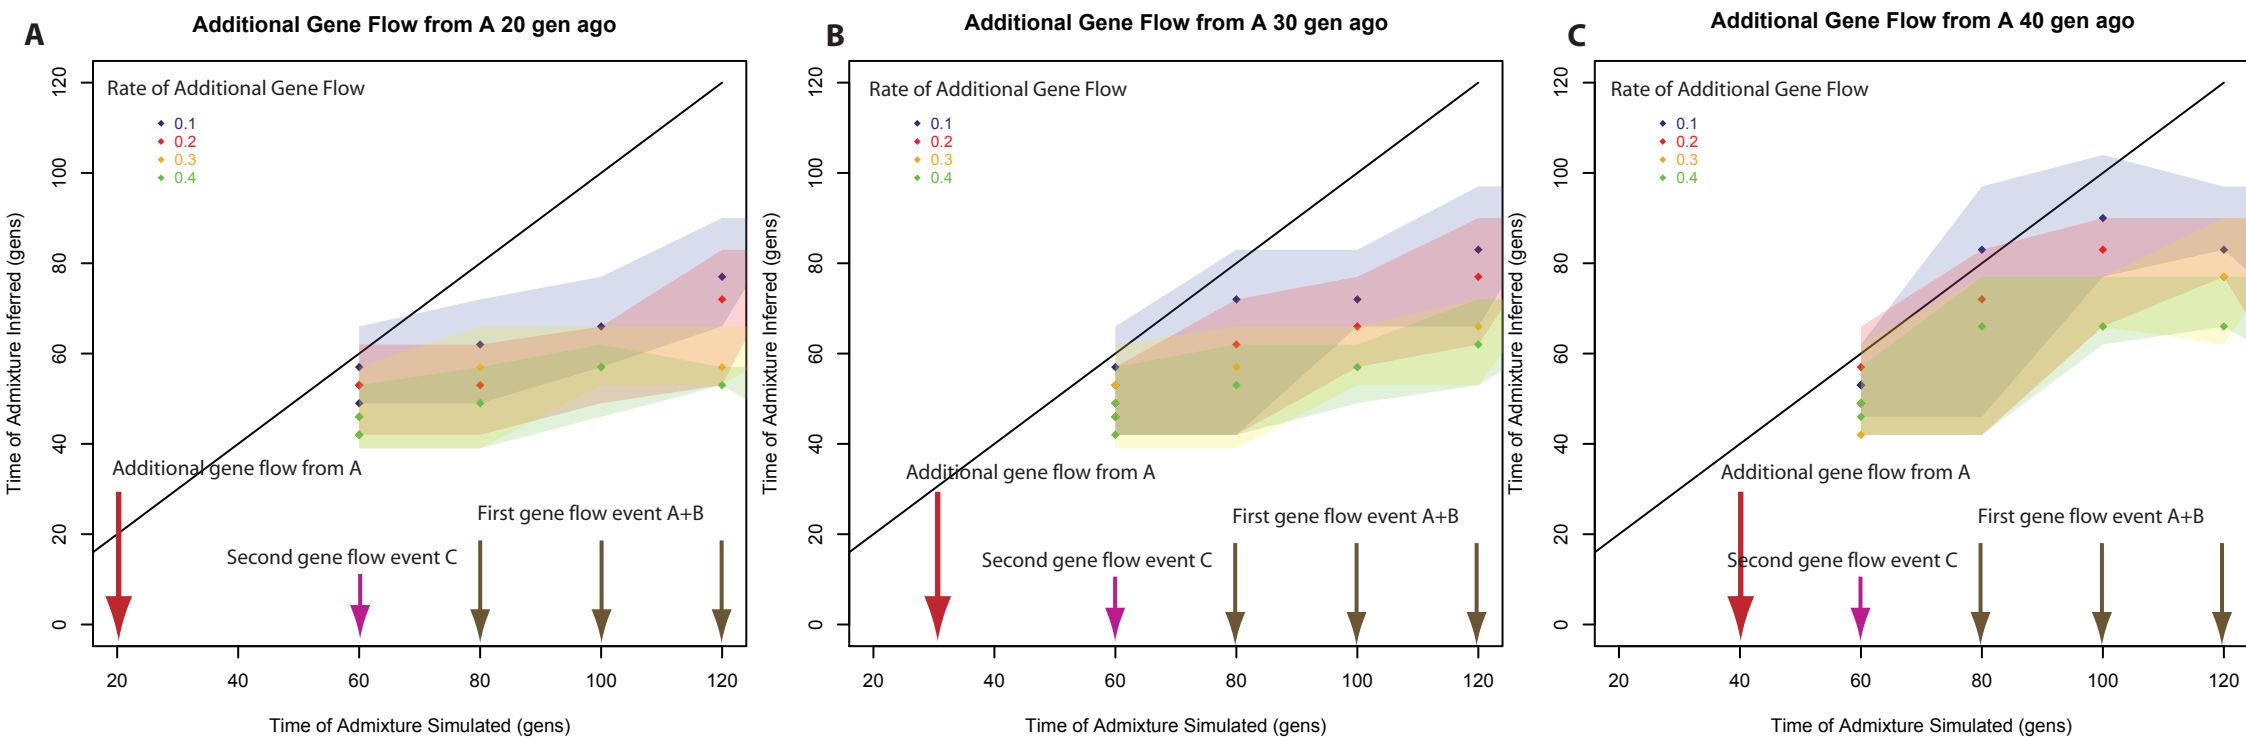 A
Additional Gene Flow from A 20 gen ago
Rate of Additional Gene Flow
0.1
0.2
0.3
0.4
120
100
80
60
40
20
0
Time of Admixture Inferred (gens)
Additional gene flow from A
First gene flow event A+B
Second gene flow event C
20 40 60 80 100 120
Time of Admixture Simulated (gens)
B
Additional Gene Flow from A 30 gen ago
Rate of Additional Gene Flow
0.1
0.2
0.3
0.4
120
100
80
60
40
20
0
Time of Admixture Inferred (gens)
Additional gene flow from A
First gene flow event A+B
Second gene flow event C
20 40 60 80 100 120
Time of Admixture Simulated (gens)
C
Additional Gene Flow from A 40 gen ago
Rate of Additional Gene Flow
0.1
0.2
0.3
0.4
120
100
80
60
40
20
0
Time of Admixture Inferred (gens)
Additional gene flow from A
First gene flow event A+B
Second gene flow event C
20 40 60 80 100 120
Time of Admixture Simulated (gens)